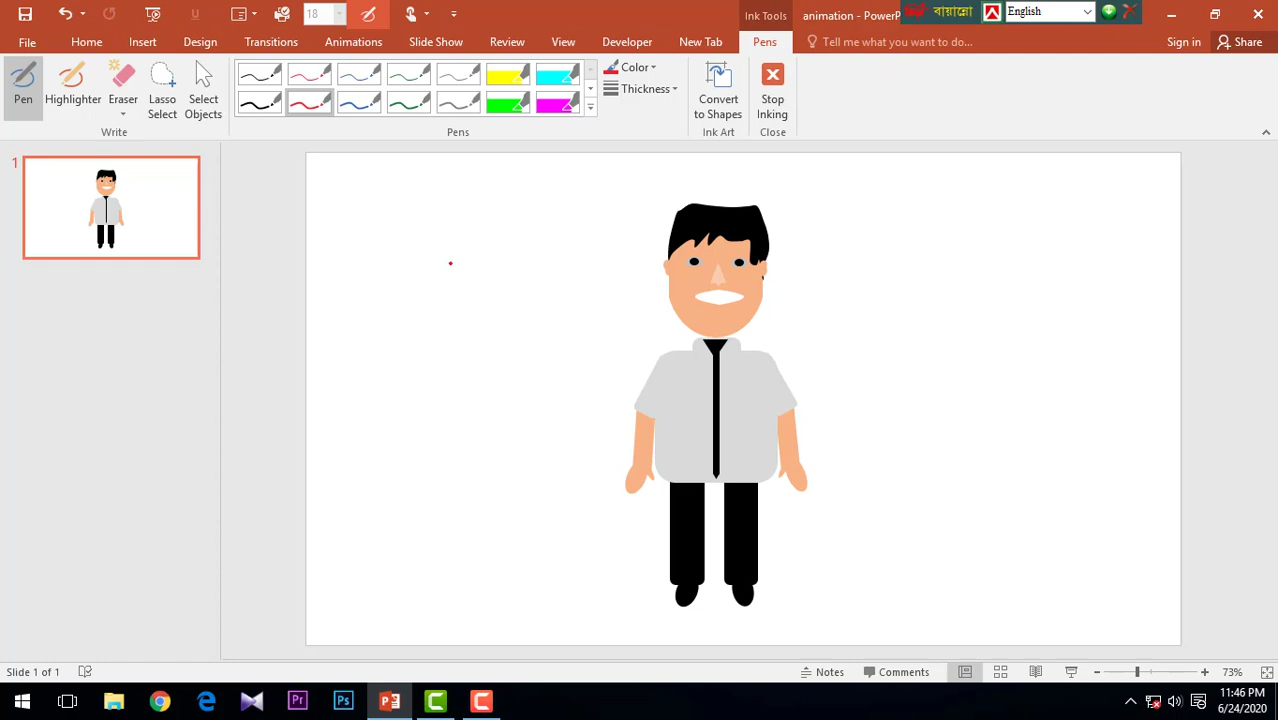 18
Ink Tools
animation - PowerP
বায়ান্নো
English
File
Home
Insert
Design
Transitions
Animations
Slide Show
Review
View
Developer
New Tab
Pens
Tell me what you want to do...
Sign in
Share
Pen
Highlighter
Eraser
Lasso
Select
Select
Objects
Color
Thickness
Convert
to Shapes
Stop
Inking
Write
Pens
Ink Art
Close
1
Slide 1 of 1
Notes
Comments
73%
Pr
Ps
11:46 PM
6/24/2020